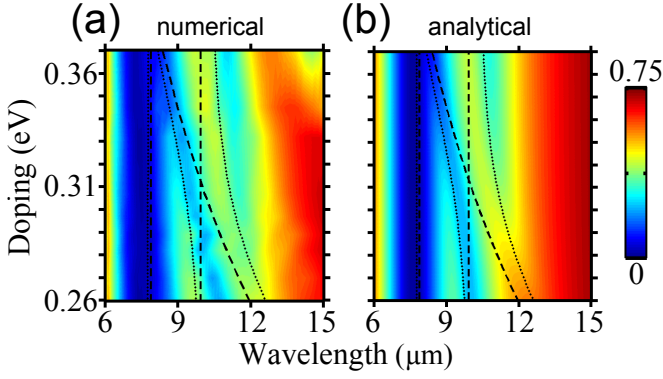 (a) numerical (b) analytical
0.75
0.36
0.31
0.26
Doping (eV)
0
6 9 12 15 6 9 12 15
Wavelength (μm)